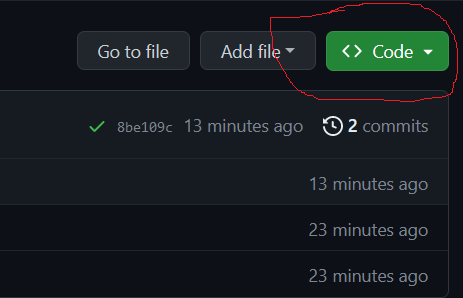 Go to file Add file <> Code
8be109c 13 minutes ago 2 commits
13 minutes ago
23 minutes ago
23 minutes ago